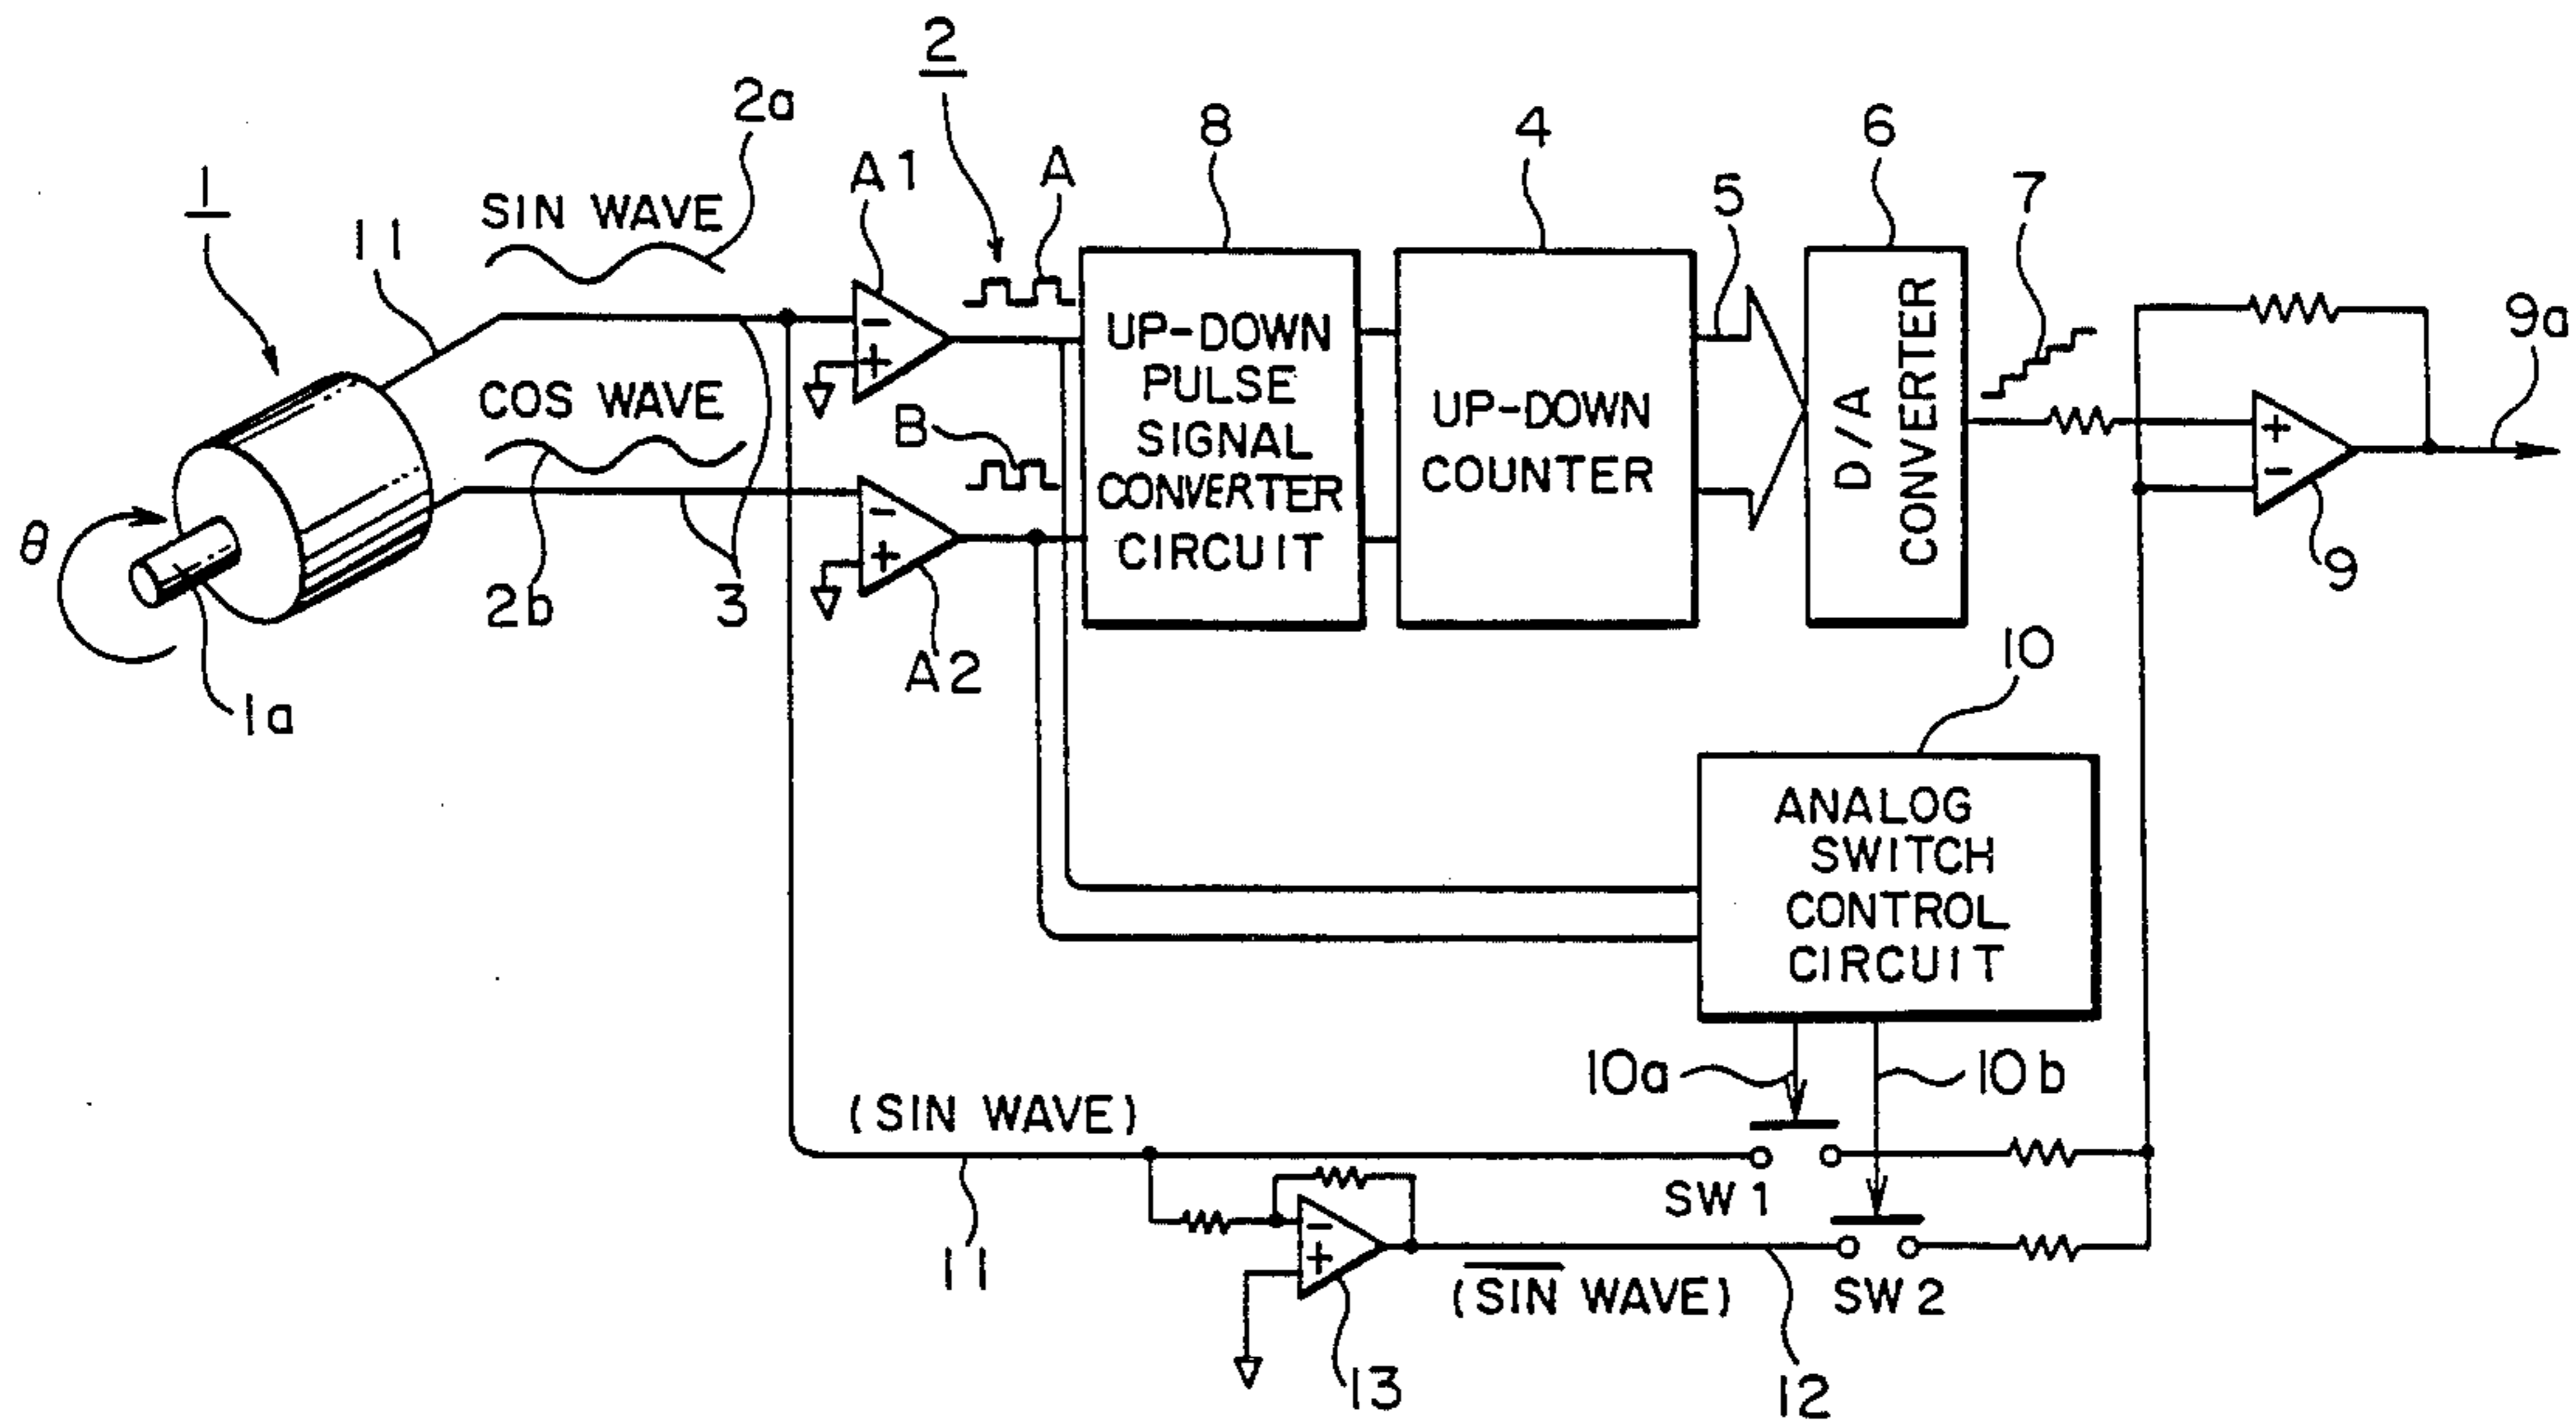 2
2a
8
4
6
A1
A
5
7
1
SIN WAVE
11
9a
UP-DOWN
PULSE
SIGNAL
CONVERTER
CIRCUIT
UP-DOWN
COUNTER
D/A
CONVERTER
COS WAVE
B
-
+
+
-
-
+
θ
2b
3
9
A2
1a
10
ANALOG
SWITCH
CONTROL
CIRCUIT
10a
10b
(SIN WAVE)
SW1
11
-
+
(S̅I̅N̅ WAVE)
SW2
13
12